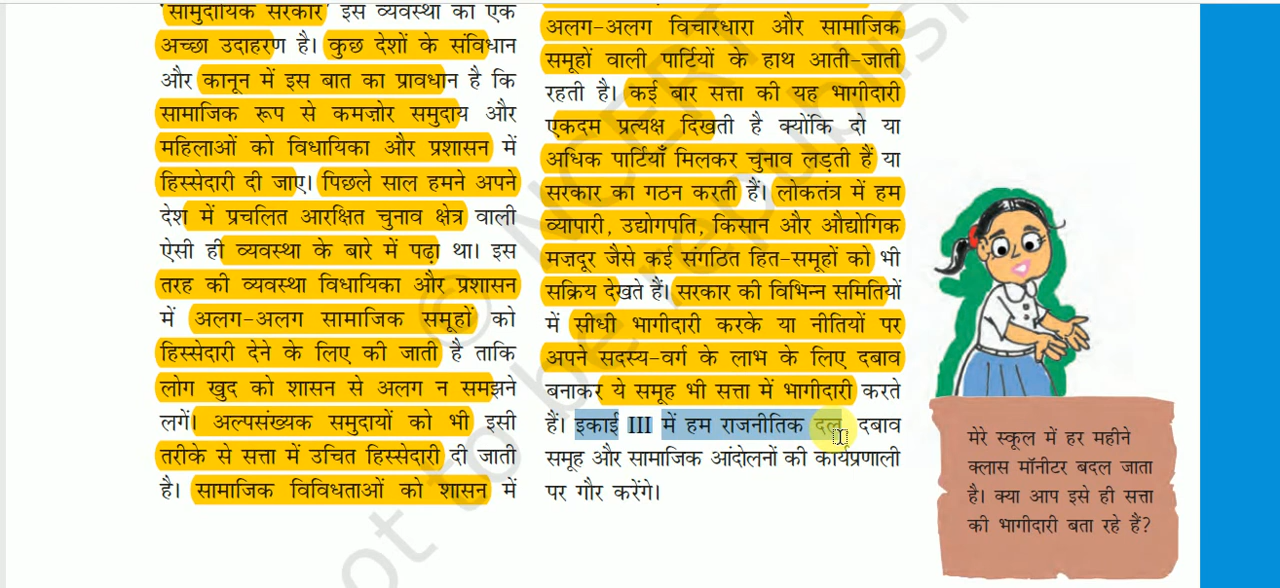 'सामुदायिक सरकार' इस व्यवस्था का एक
अच्छा उदाहरण है। कुछ देशों के संविधान
और कानून में इस बात का प्रावधान है कि
सामाजिक रूप से कमज़ोर समुदाय और
महिलाओं को विधायिका और प्रशासन में
हिस्सेदारी दी जाए। पिछले साल हमने अपने
देश में प्रचलित आरक्षित चुनाव क्षेत्र वाली
ऐसी ही व्यवस्था के बारे में पढ़ा था। इस
तरह की व्यवस्था विधायिका और प्रशासन
में अलग-अलग सामाजिक समूहों को
हिस्सेदारी देने के लिए की जाती है ताकि
लोग खुद को शासन से अलग न समझने
लगें। अल्पसंख्यक समुदायों को भी इसी
तरीके से सत्ता में उचित हिस्सेदारी दी जाती
है। सामाजिक विविधताओं को शासन में
अलग-अलग विचारधारा और सामाजिक
समूहों वाली पार्टियों के हाथ आती-जाती
रहती है। कई बार सत्ता की यह भागीदारी
एकदम प्रत्यक्ष दिखती है क्योंकि दो या
अधिक पार्टियाँ मिलकर चुनाव लड़ती हैं या
सरकार का गठन करती हैं। लोकतंत्र में हम
व्यापारी, उद्योगपति, किसान और औद्योगिक
मजदूर जैसे कई संगठित हित-समूहों को भी
सक्रिय देखते हैं। सरकार की विभिन्न समितियों
में सीधी भागीदारी करके या नीतियों पर
अपने सदस्य-वर्ग के लाभ के लिए दबाव
बनाकर ये समूह भी सत्ता में भागीदारी करते
हैं। इकाई III में हम राजनीतिक दल, दबाव
समूह और सामाजिक आंदोलनों की कार्यप्रणाली
पर गौर करेंगे।
मेरे स्कूल में हर महीने
क्लास मॉनीटर बदल जाता
है। क्या आप इसे ही सत्ता
की भागीदारी बता रहे हैं?
© NCERT
not to be republished